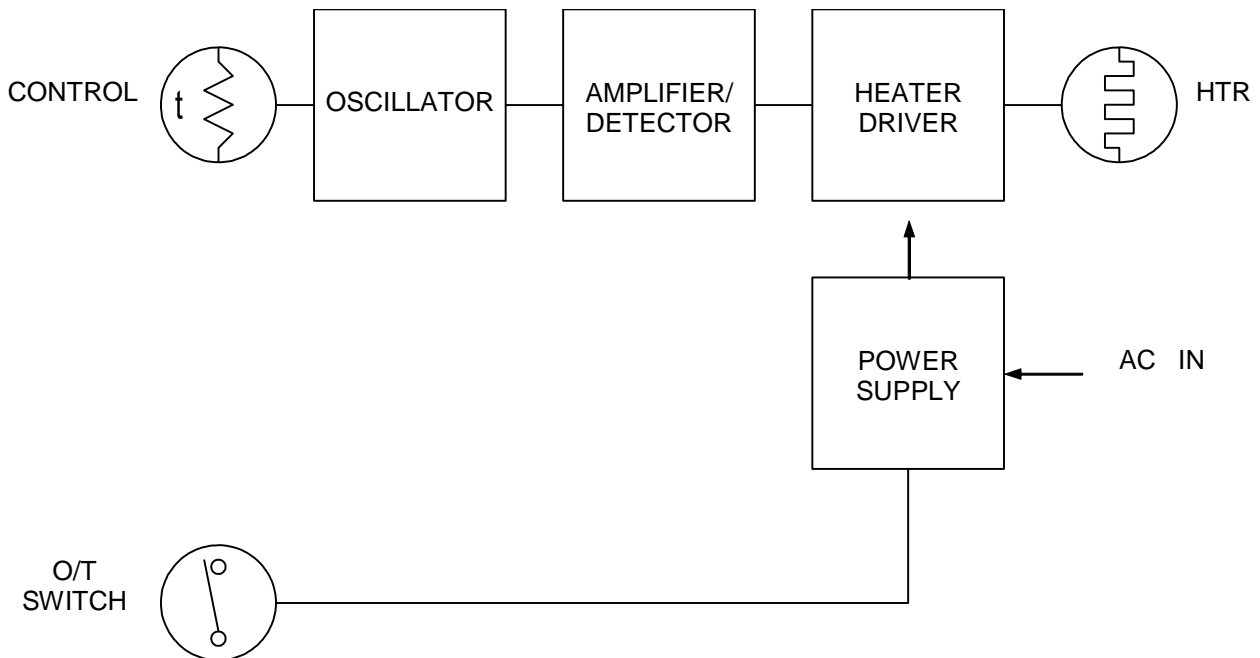 CONTROL
t
OSCILLATOR
AMPLIFIER/
DETECTOR
HEATER
DRIVER
HTR
POWER
SUPPLY
AC IN
O/T
SWITCH